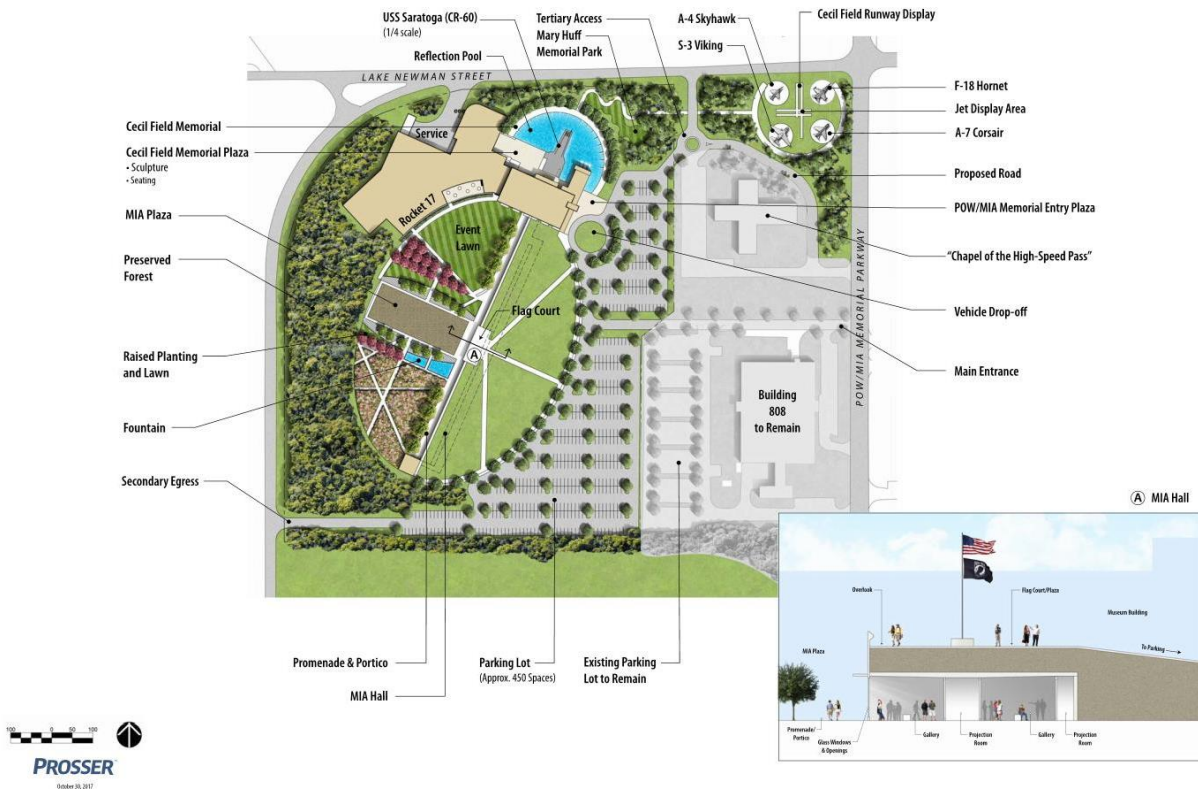 USS Saratoga (CR-60)
(1/4 scale)
Reflection Pool
Tertiary Access
Mary Huff
Memorial Park
A-4 Skyhawk
S-3 Viking
Cecil Field Runway Display
LAKE NEWMAN STREET
F-18 Hornet
Jet Display Area
A-7 Corsair
Cecil Field Memorial
Service
Cecil Field Memorial Plaza
• Sculpture
• Seating
Proposed Road
Rocket 17
MIA Plaza
POW/MIA Memorial Entry Plaza
Event
Lawn
Preserved
Forest
"Chapel of the High-Speed Pass"
POW/MIA MEMORIAL PARKWAY
Flag Court
Vehicle Drop-off
A
Raised Planting
and Lawn
Main Entrance
Building
808
to Remain
Fountain
Secondary Egress
Promenade & Portico
MIA Hall
Parking Lot
(Approx. 450 Spaces)
Existing Parking
Lot to Remain
A MIA Hall
Overlook
Flag Court/Plaza
Museum Building
MIA Plaza
To Parking
Promenade/
Portico
Glass Windows
& Openings
Gallery
Projection
Room
Gallery
Projection
Room
100 0 50 100
PROSSER
October 30, 2017